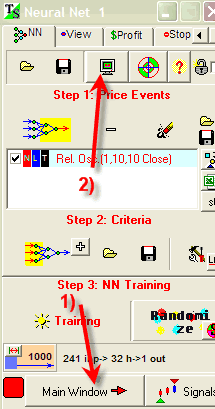 Neural Net 1
NN View $Profit Stop
Step 1: Price Events
2)
N L T Rel. Osc.(1,10,10 Close)
Step 2: Criteria
Step 3: NN Training
1)
Training
Randomi
ze
1000 241 inp-> 32 h->1 out
Main Window Signals